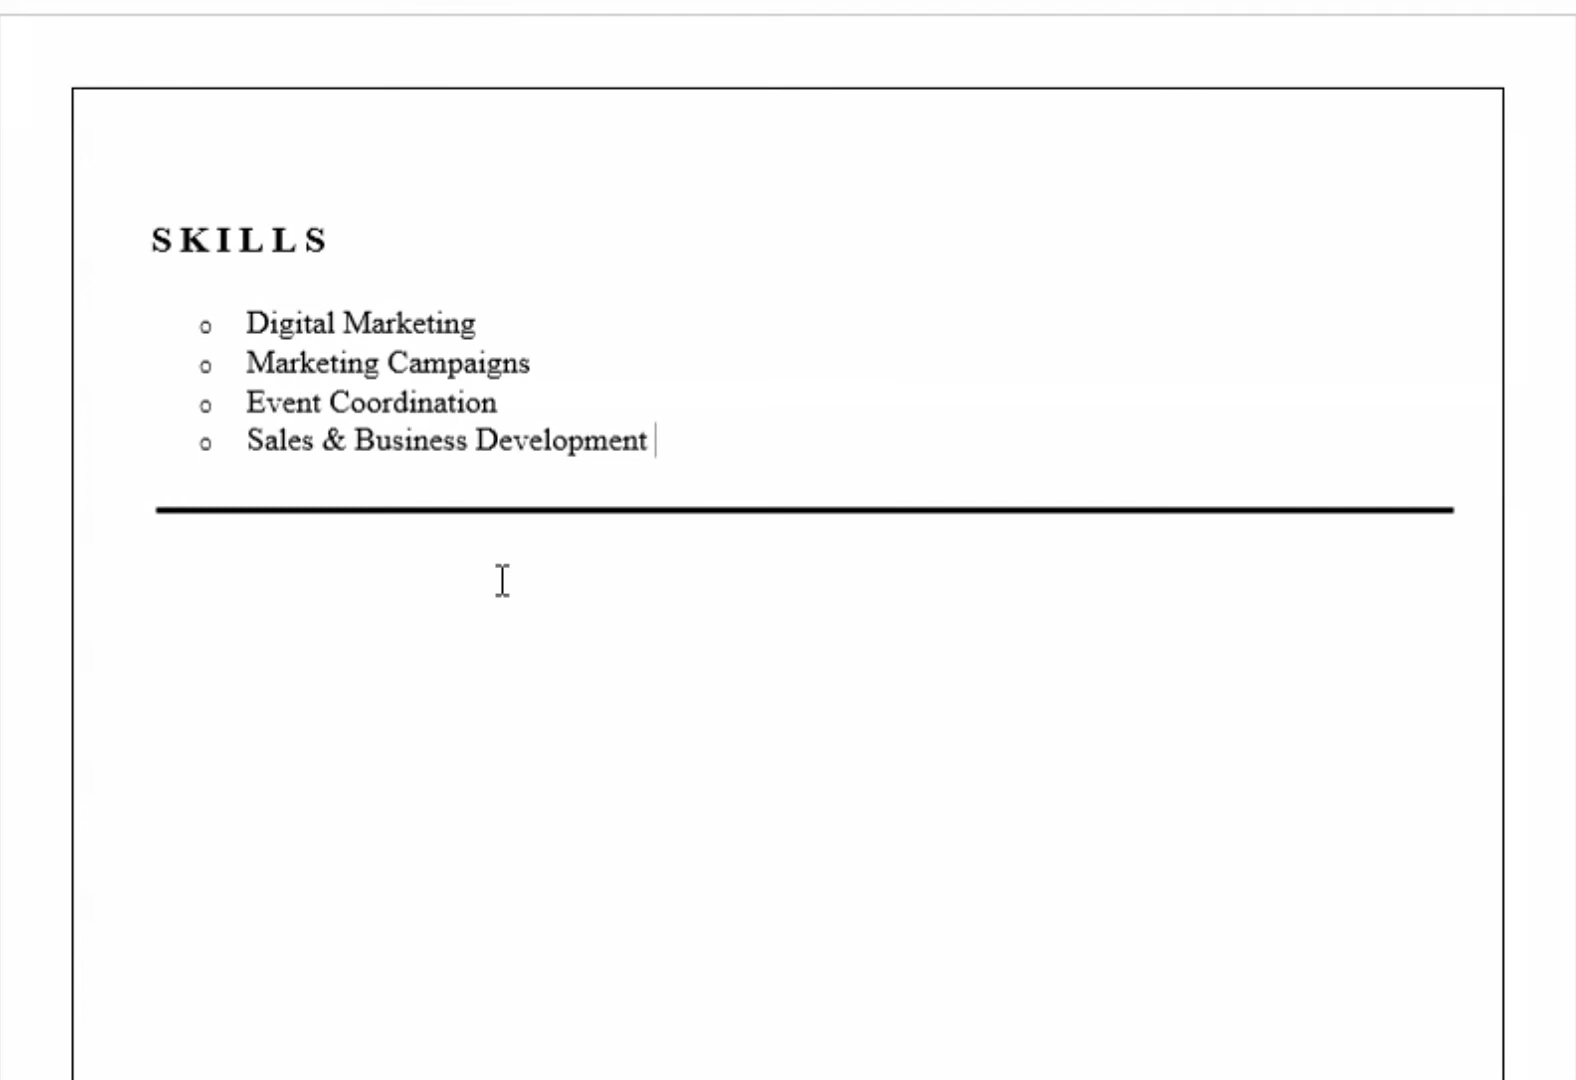 SKILLS
o Digital Marketing
o Marketing Campaigns
o Event Coordination
o Sales & Business Development